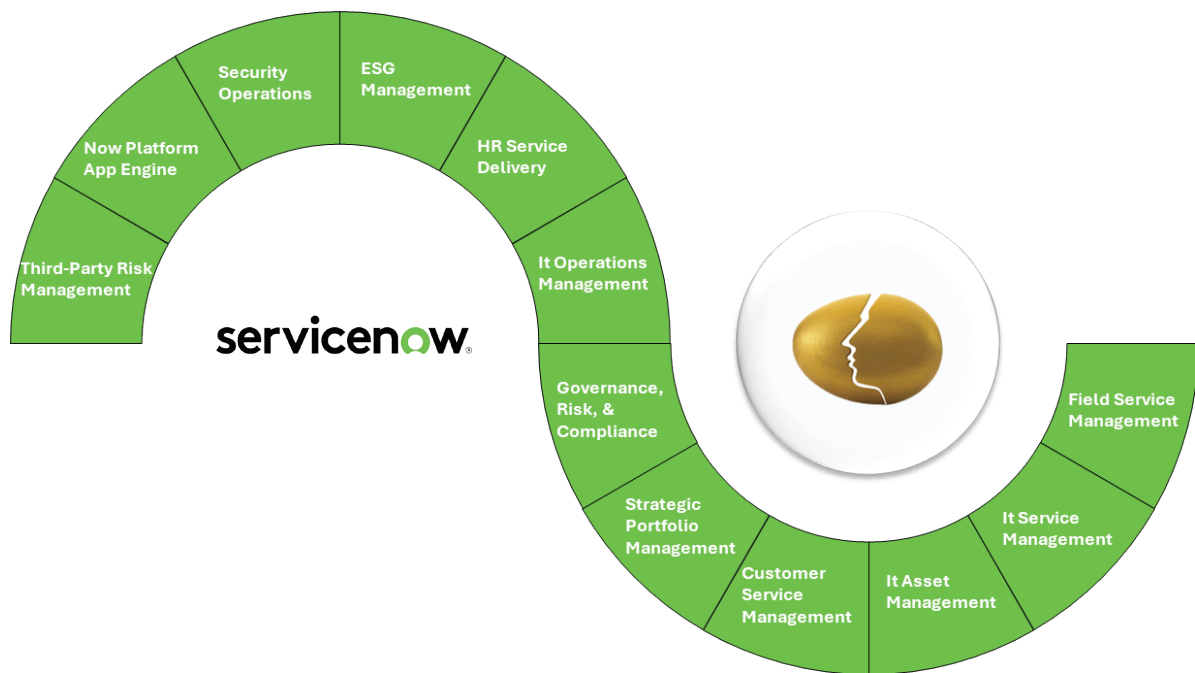 Security
Operations
ESG
Management
Now Platform
App Engine
HR Service
Delivery
Third-Party Risk
Management
It Operations
Management
servicenow®
Governance,
Risk, &
Compliance
Field Service
Management
Strategic
Portfolio
Management
It Service
Management
Customer
Service
Management
It Asset
Management